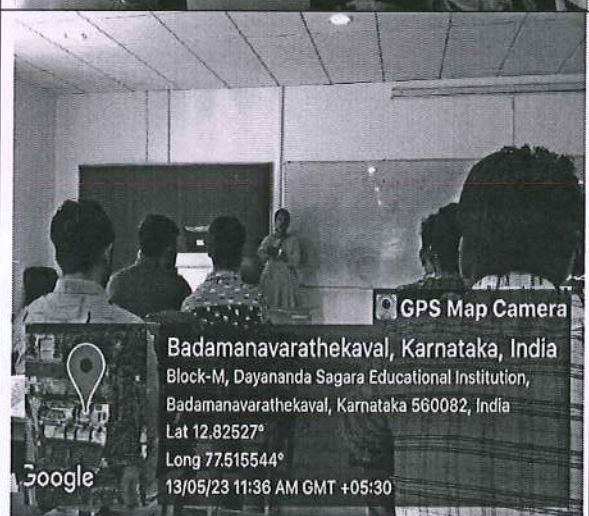 GPS Map Camera
Badamanavarathekaval, Karnataka, India
Block-M, Dayananda Sagara Educational Institution,
Badamanavarathekaval, Karnataka 560082, India
Lat 12.82527°
Long 77.515544°
13/05/23 11:36 AM GMT +05:30
Google